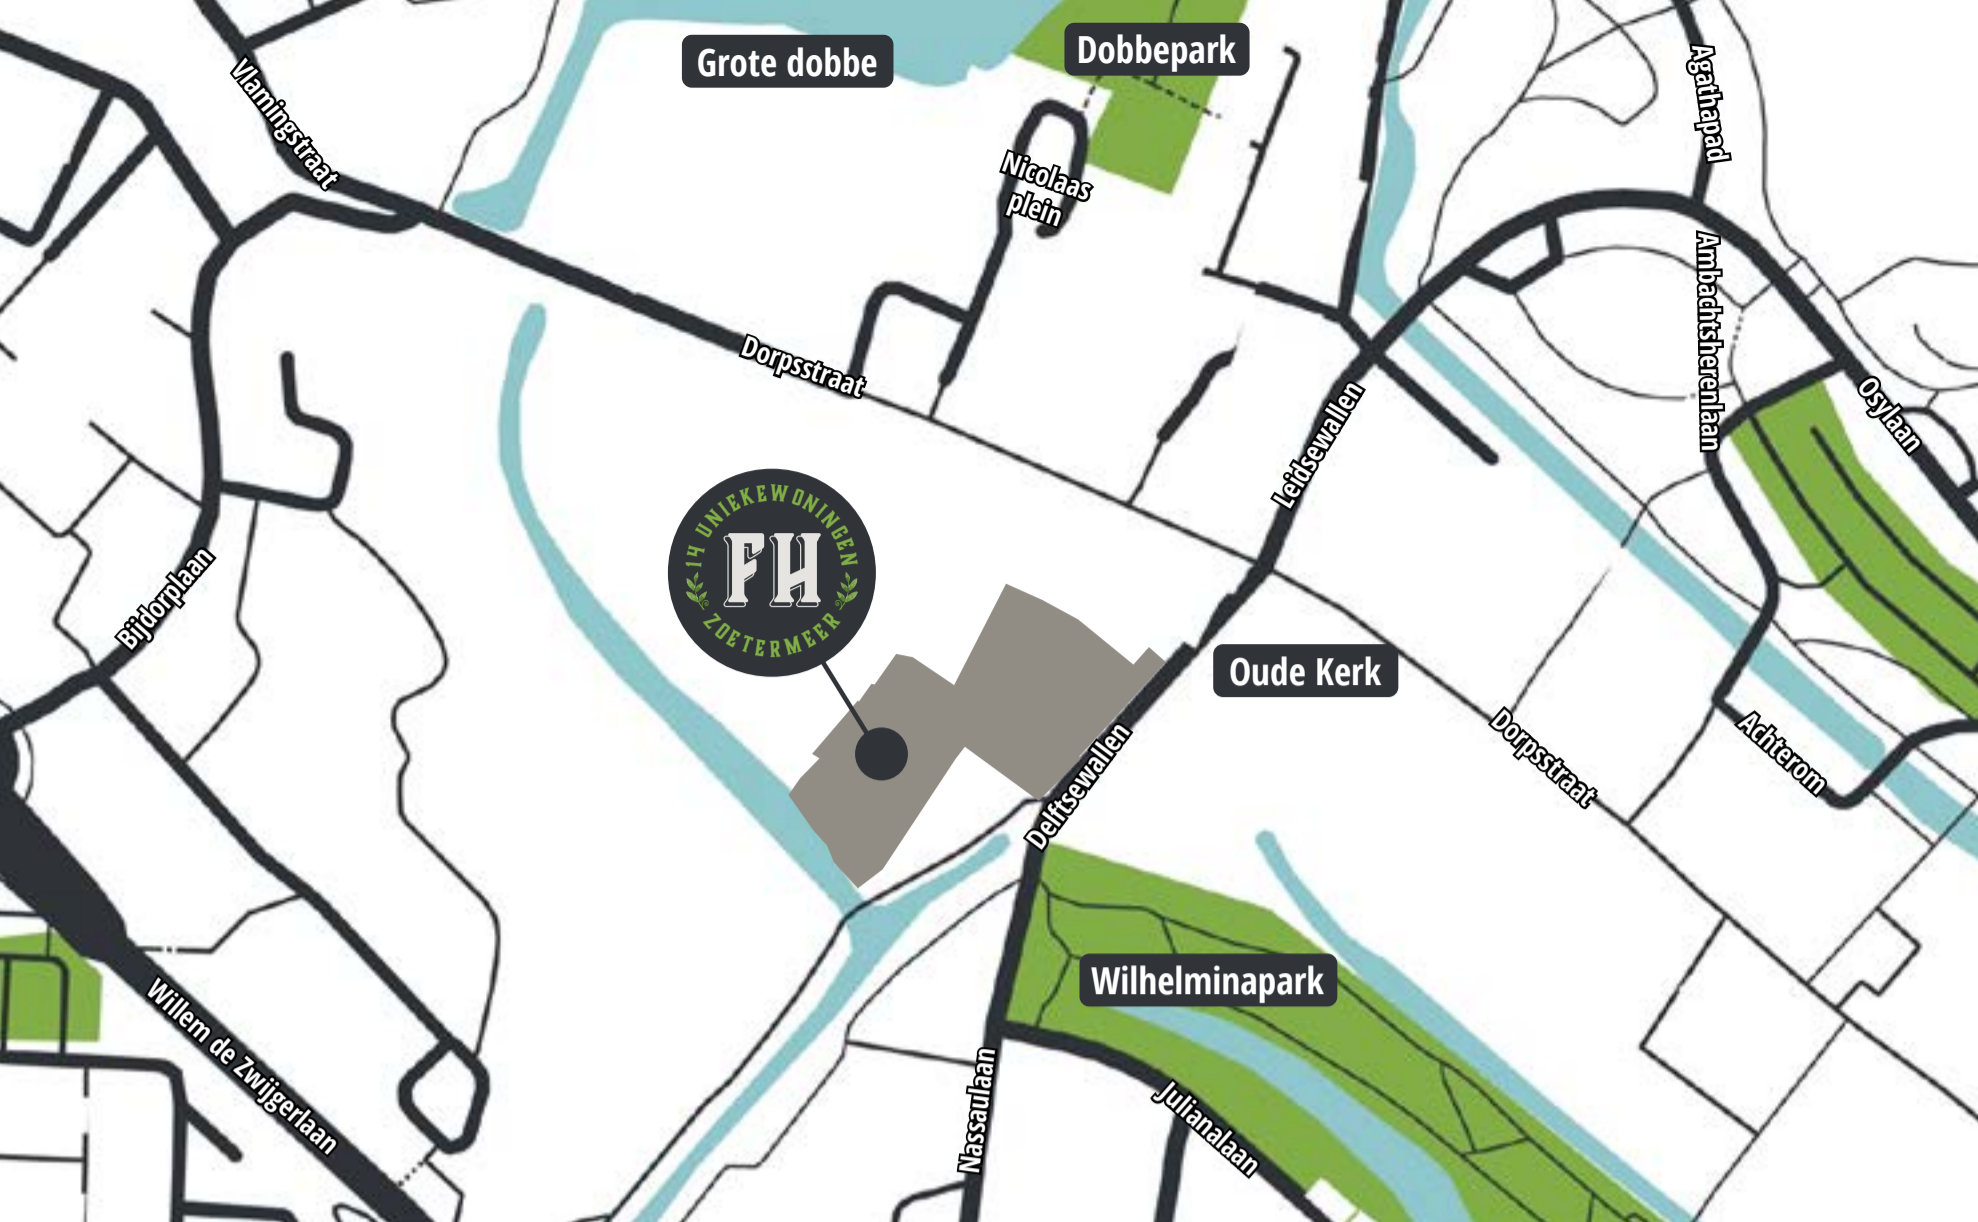 Grote dobbe
Dobbepark
Vlamingstraat
Agathapad
Nicolaas
plein
Ambachtsherenlaan
Dorpsstraat
Leidsewallen
Osylaan
14 UNIEKE WONINGEN
FH
ZOETERMEER
Bijdorplaan
Oude Kerk
Delftsewallen
Dorpsstraat
Achterom
Wilhelminapark
Willem de Zwijgerlaan
Nassaulaan
Julianalaan